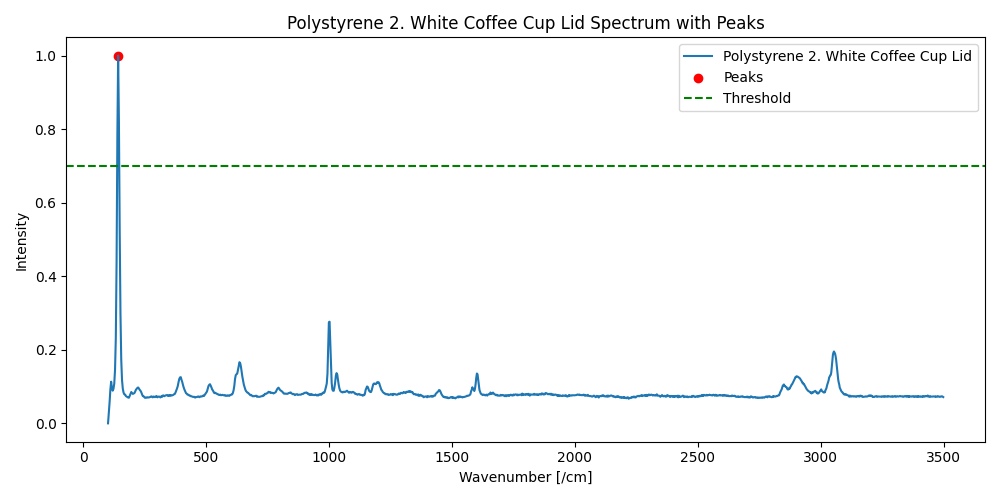 Polystyrene 2. White Coffee Cup Lid Spectrum with Peaks
Polystyrene 2. White Coffee Cup Lid
Peaks
Threshold
1.0
0.8
0.6
0.4
0.2
0.0
Intensity
0 500 1000 1500 2000 2500 3000 3500
Wavenumber [/cm]